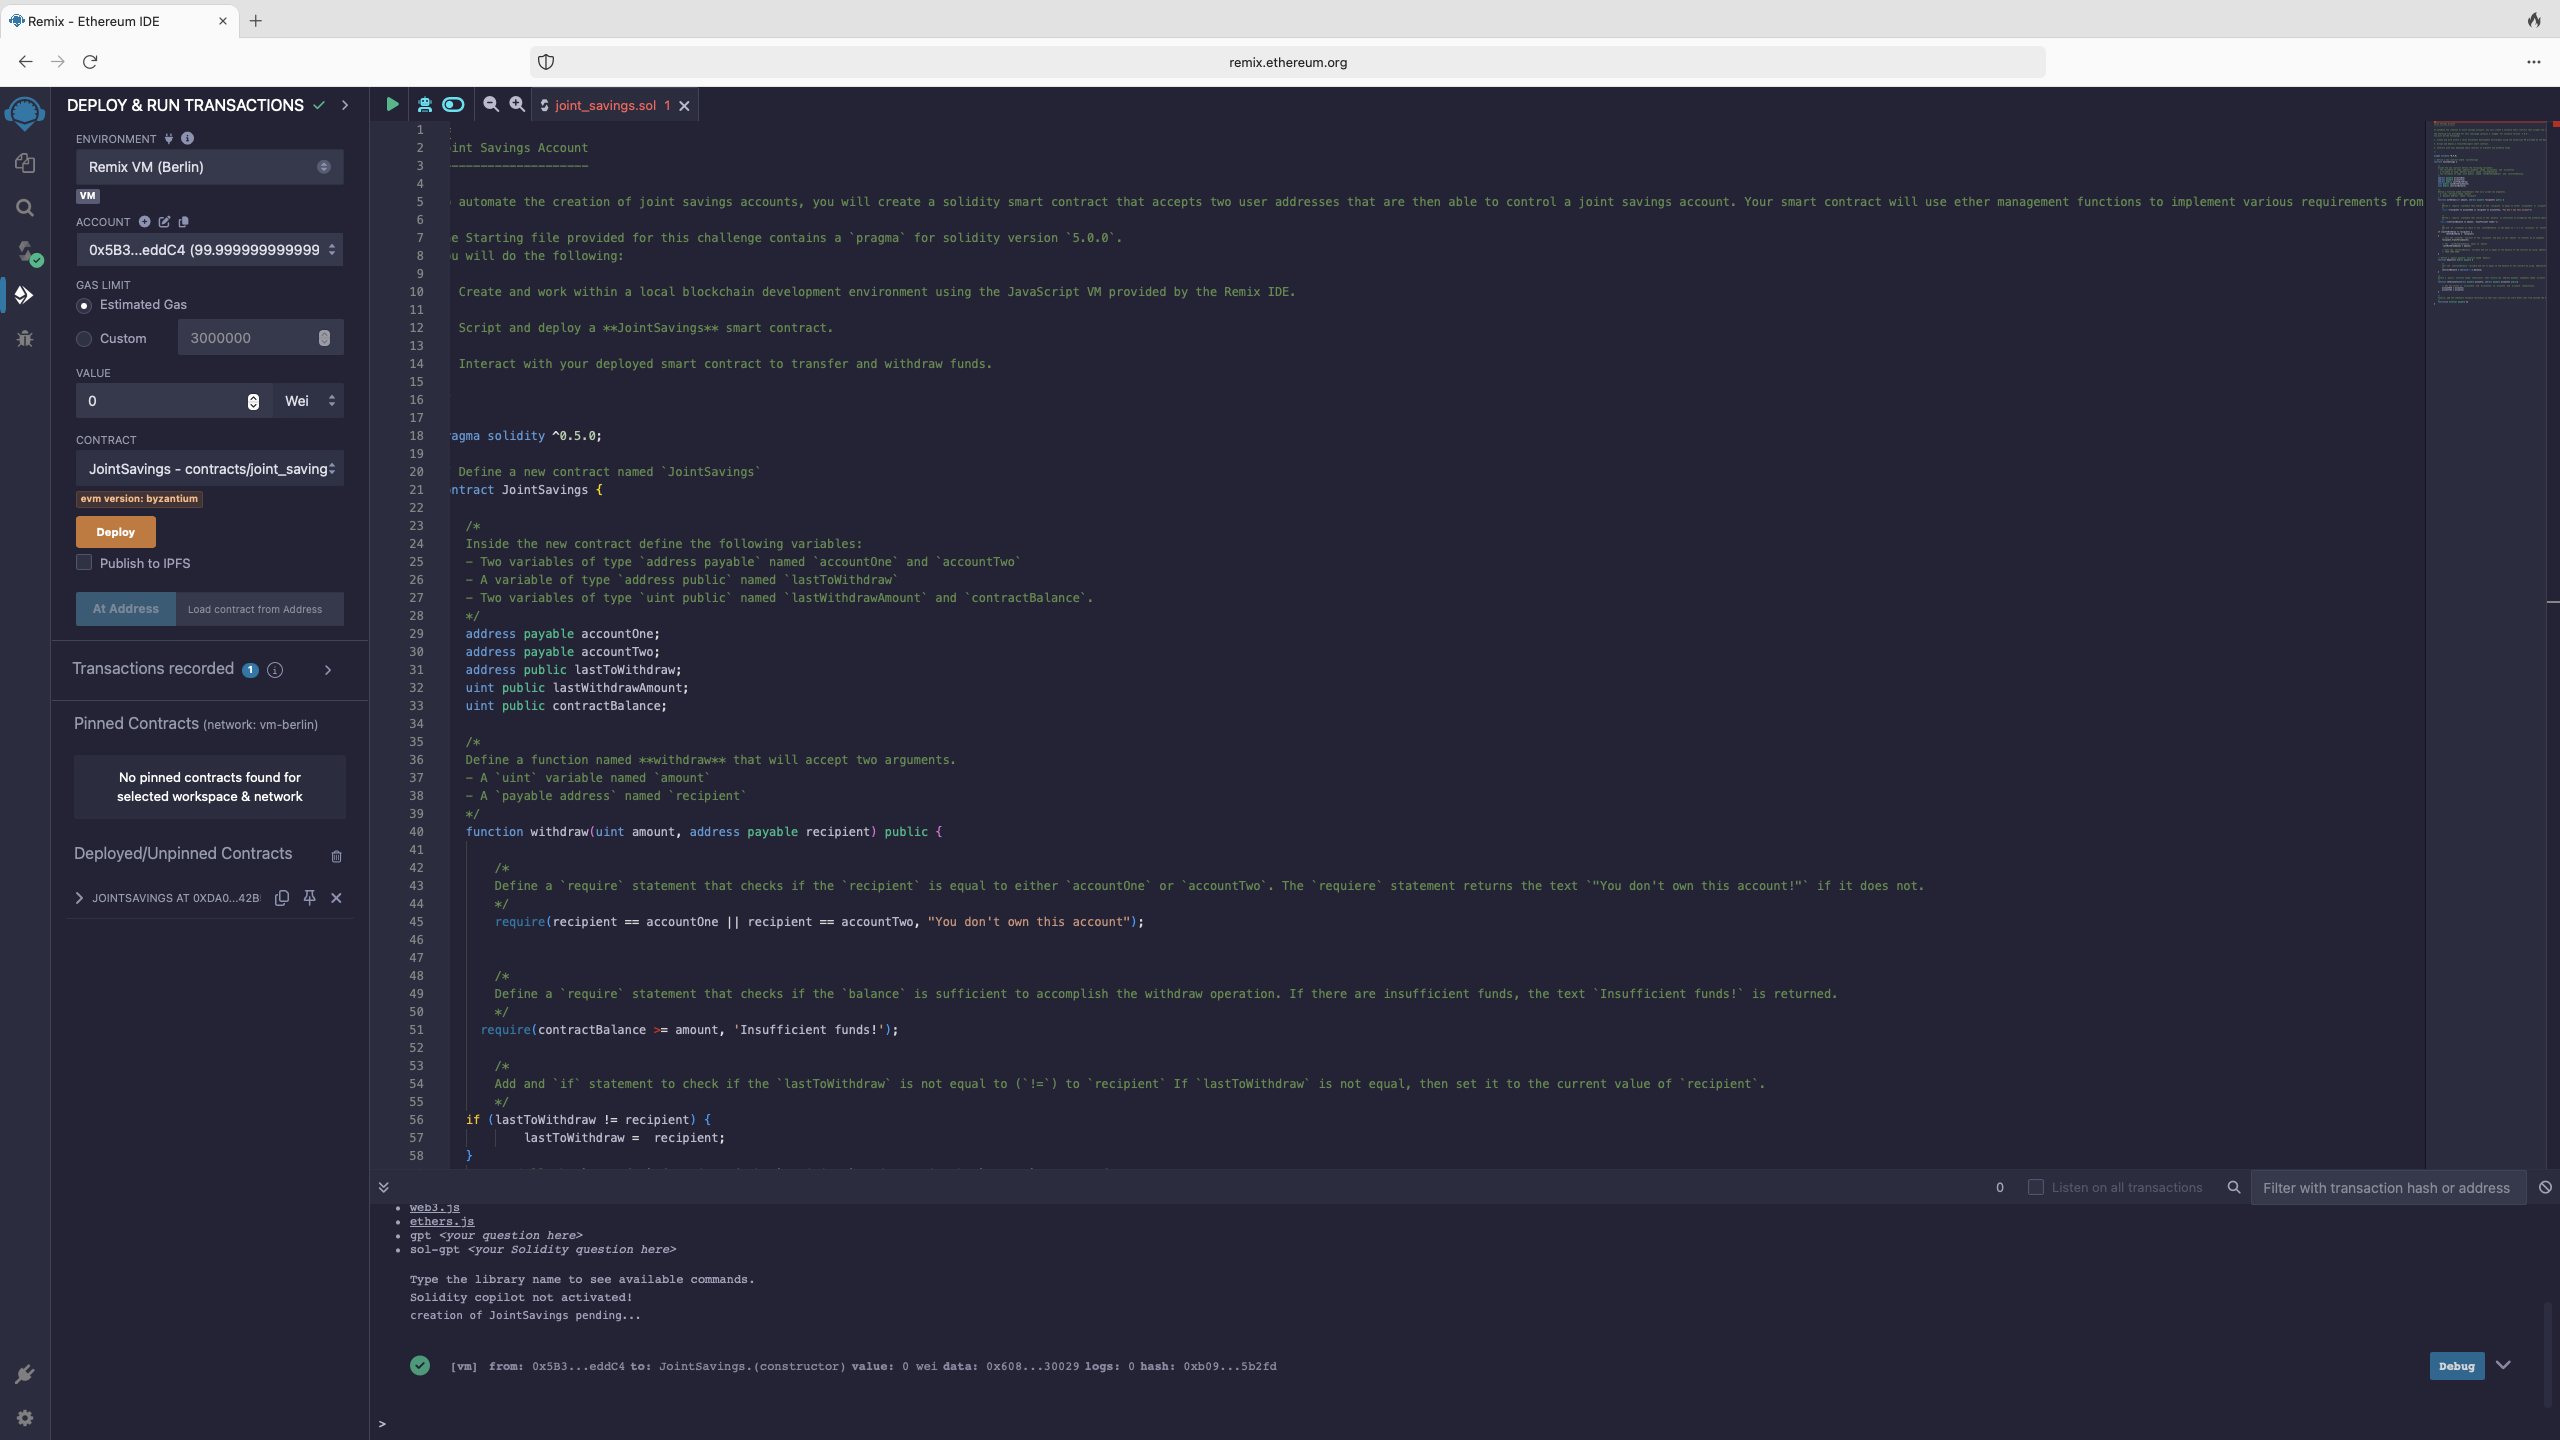 Remix - Ethereum IDE
remix.ethereum.org
DEPLOY & RUN TRANSACTIONS
ENVIRONMENT
Remix VM (Berlin)
VM
ACCOUNT
0x5B3...eddC4 (99.999999999999
GAS LIMIT
Estimated Gas
Custom 3000000
VALUE
0 Wei
CONTRACT
JointSavings - contracts/joint_saving
evm version: byzantium
Deploy
Publish to IPFS
At Address Load contract from Address
Transactions recorded 1
Pinned Contracts (network: vm-berlin)
No pinned contracts found for
selected workspace & network
Deployed/Unpinned Contracts
JOINTSAVINGS AT 0XDA0...42B
joint_savings.sol 1
1
2 int Savings Account
3 -------------------
4
5 automate the creation of joint savings accounts, you will create a solidity smart contract that accepts two user addresses that are then able to control a joint savings account. Your smart contract will use ether management functions to implement various requirements from
6
7 e Starting file provided for this challenge contains a `pragma` for solidity version `5.0.0`.
8 u will do the following:
9
10 Create and work within a local blockchain development environment using the JavaScript VM provided by the Remix IDE.
11
12 Script and deploy a **JointSavings** smart contract.
13
14 Interact with your deployed smart contract to transfer and withdraw funds.
15
16
17
18 ragma solidity ^0.5.0;
19
20 Define a new contract named `JointSavings`
21 ntract JointSavings {
22
23 /*
24 Inside the new contract define the following variables:
25 - Two variables of type `address payable` named `accountOne` and `accountTwo`
26 - A variable of type `address public` named `lastToWithdraw`
27 - Two variables of type `uint public` named `lastWithdrawAmount` and `contractBalance`.
28 */
29 address payable accountOne;
30 address payable accountTwo;
31 address public lastToWithdraw;
32 uint public lastWithdrawAmount;
33 uint public contractBalance;
34
35 /*
36 Define a function named **withdraw** that will accept two arguments.
37 - A `uint` variable named `amount`
38 - A `payable address` named `recipient`
39 */
40 function withdraw(uint amount, address payable recipient) public {
41
42 /*
43 Define a `require` statement that checks if the `recipient` is equal to either `accountOne` or `accountTwo`. The `requiere` statement returns the text `"You don't own this account!"` if it does not.
44 */
45 require(recipient == accountOne || recipient == accountTwo, "You don't own this account");
46
47
48 /*
49 Define a `require` statement that checks if the `balance` is sufficient to accomplish the withdraw operation. If there are insufficient funds, the text `Insufficient funds!` is returned.
50 */
51 require(contractBalance >= amount, 'Insufficient funds!');
52
53 /*
54 Add and `if` statement to check if the `lastToWithdraw` is not equal to (`!=`) to `recipient` If `lastToWithdraw` is not equal, then set it to the current value of `recipient`.
55 */
56 if (lastToWithdraw != recipient) {
57 lastToWithdraw = recipient;
58 }
0 Listen on all transactions Filter with transaction hash or address
• web3.js
• ethers.js
• gpt <your question here>
• sol-gpt <your Solidity question here>
Type the library name to see available commands.
Solidity copilot not activated!
creation of JointSavings pending...
[vm] from: 0x5B3...eddC4 to: JointSavings.(constructor) value: 0 wei data: 0x608...30029 logs: 0 hash: 0xb09...5b2fd Debug
>